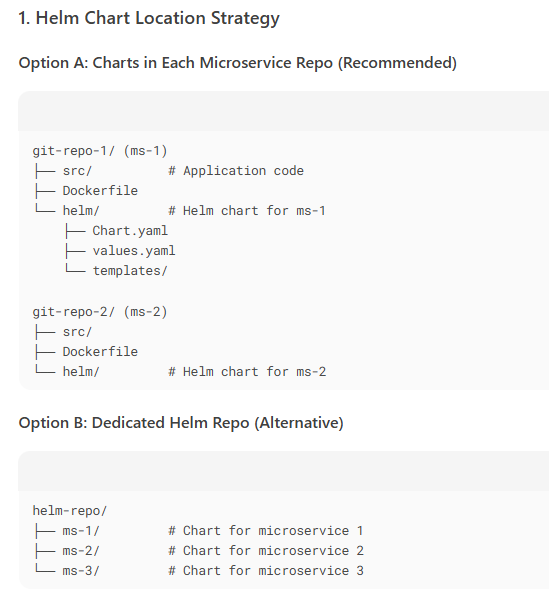 1. Helm Chart Location Strategy
Option A: Charts in Each Microservice Repo (Recommended)
git-repo-1/ (ms-1)
├── src/          # Application code
├── Dockerfile
└── helm/         # Helm chart for ms-1
    ├── Chart.yaml
    ├── values.yaml
    └── templates/
git-repo-2/ (ms-2)
├── src/
├── Dockerfile
└── helm/         # Helm chart for ms-2
Option B: Dedicated Helm Repo (Alternative)
helm-repo/
├── ms-1/         # Chart for microservice 1
├── ms-2/         # Chart for microservice 2
└── ms-3/         # Chart for microservice 3